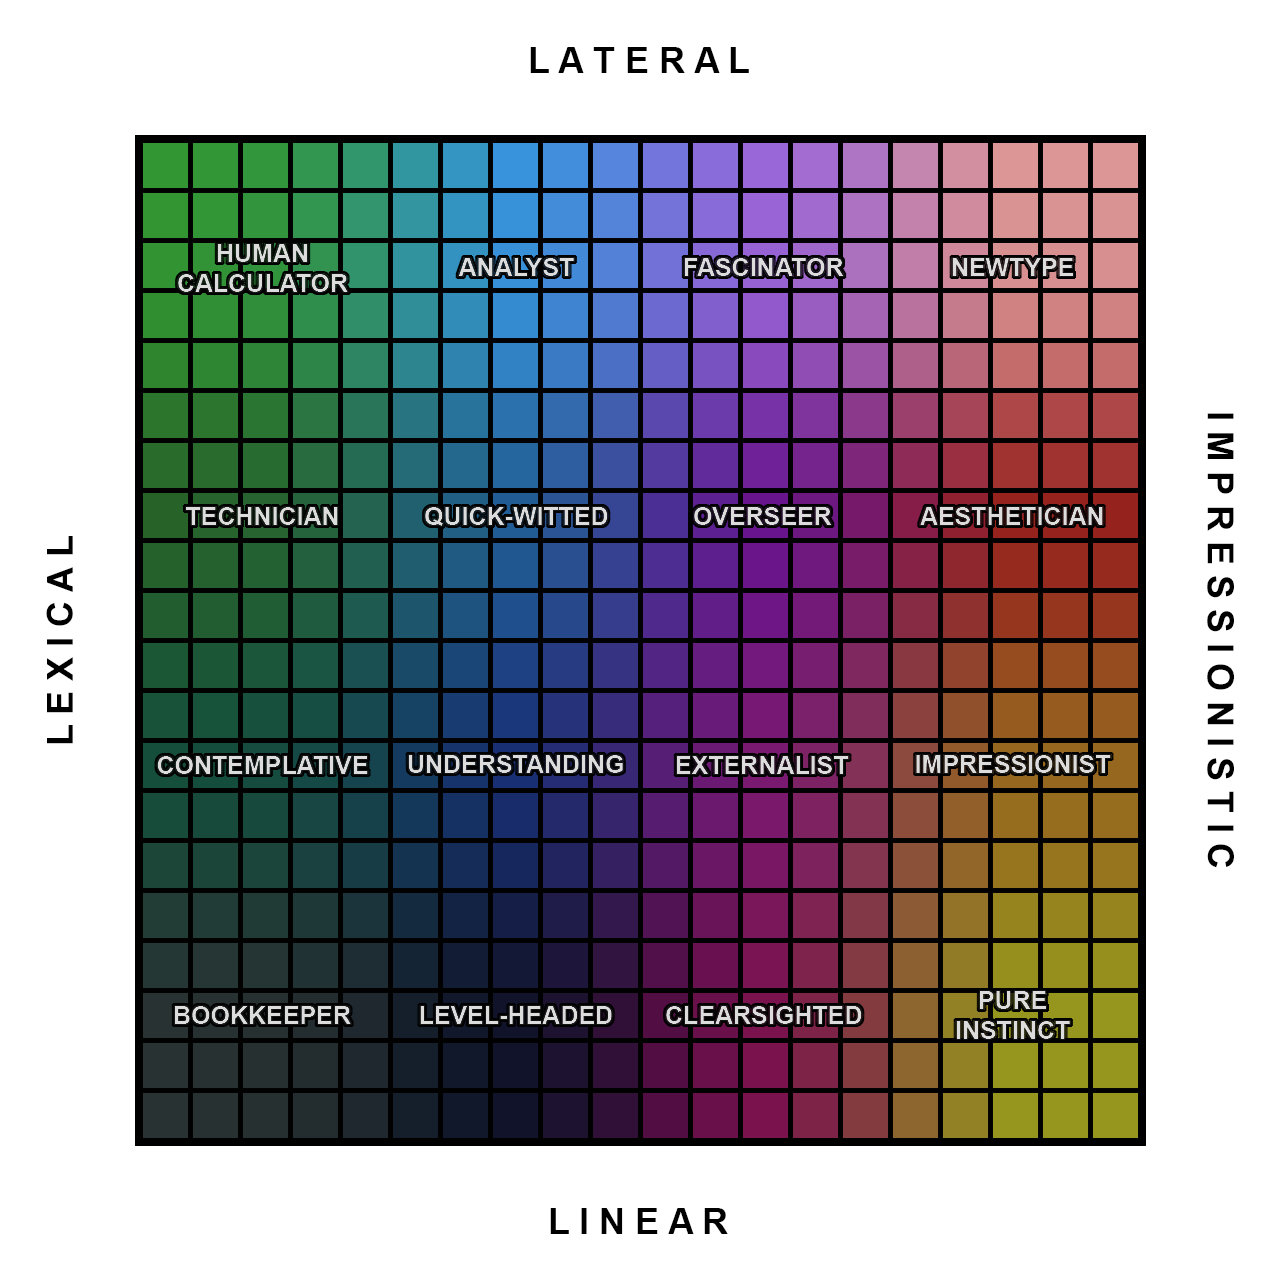 LATERAL
HUMAN
CALCULATOR
ANALYST
FASCINATOR
NEWTYPE
LEXICAL
IMPRESSIONISTIC
TECHNICIAN
QUICK-WITTED
OVERSEER
AESTHETICIAN
CONTEMPLATIVE
UNDERSTANDING
EXTERNALIST
IMPRESSIONIST
BOOKKEEPER
LEVEL-HEADED
CLEARSIGHTED
PURE
INSTINCT
LINEAR